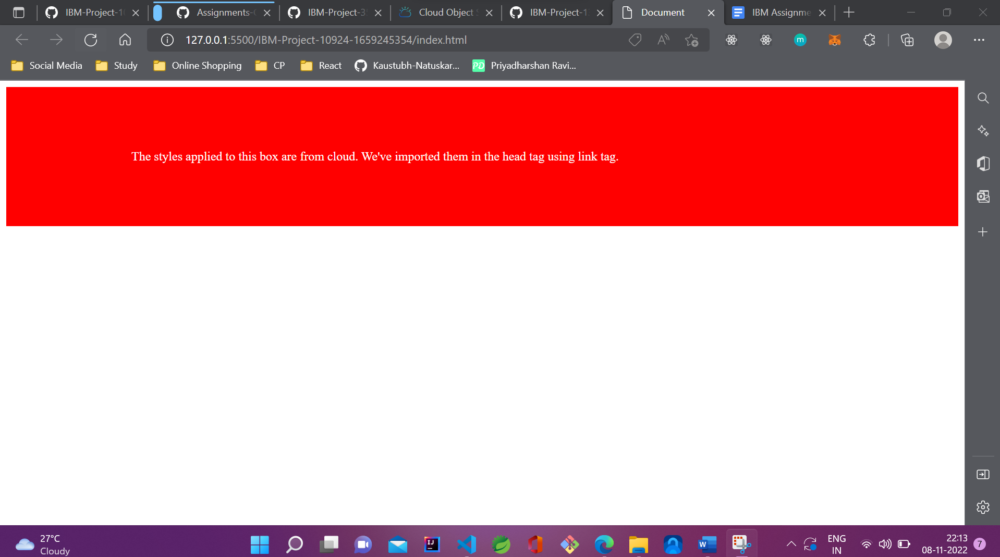 IBM-Project-1
Assignments-
IBM-Project-3
Cloud Object
IBM-Project-1
Document
IBM Assignme
127.0.0.1:5500/IBM-Project-10924-1659245354/index.html
m
Social Media
Study
Online Shopping
CP
React
Kaustubh-Natuskar...
PD
Priyadharshan Ravi...
The styles applied to this box are from cloud. We've imported them in the head tag using link tag.
27°C
Cloudy
IJ
W
ENG
IN
22:13
08-11-2022
7